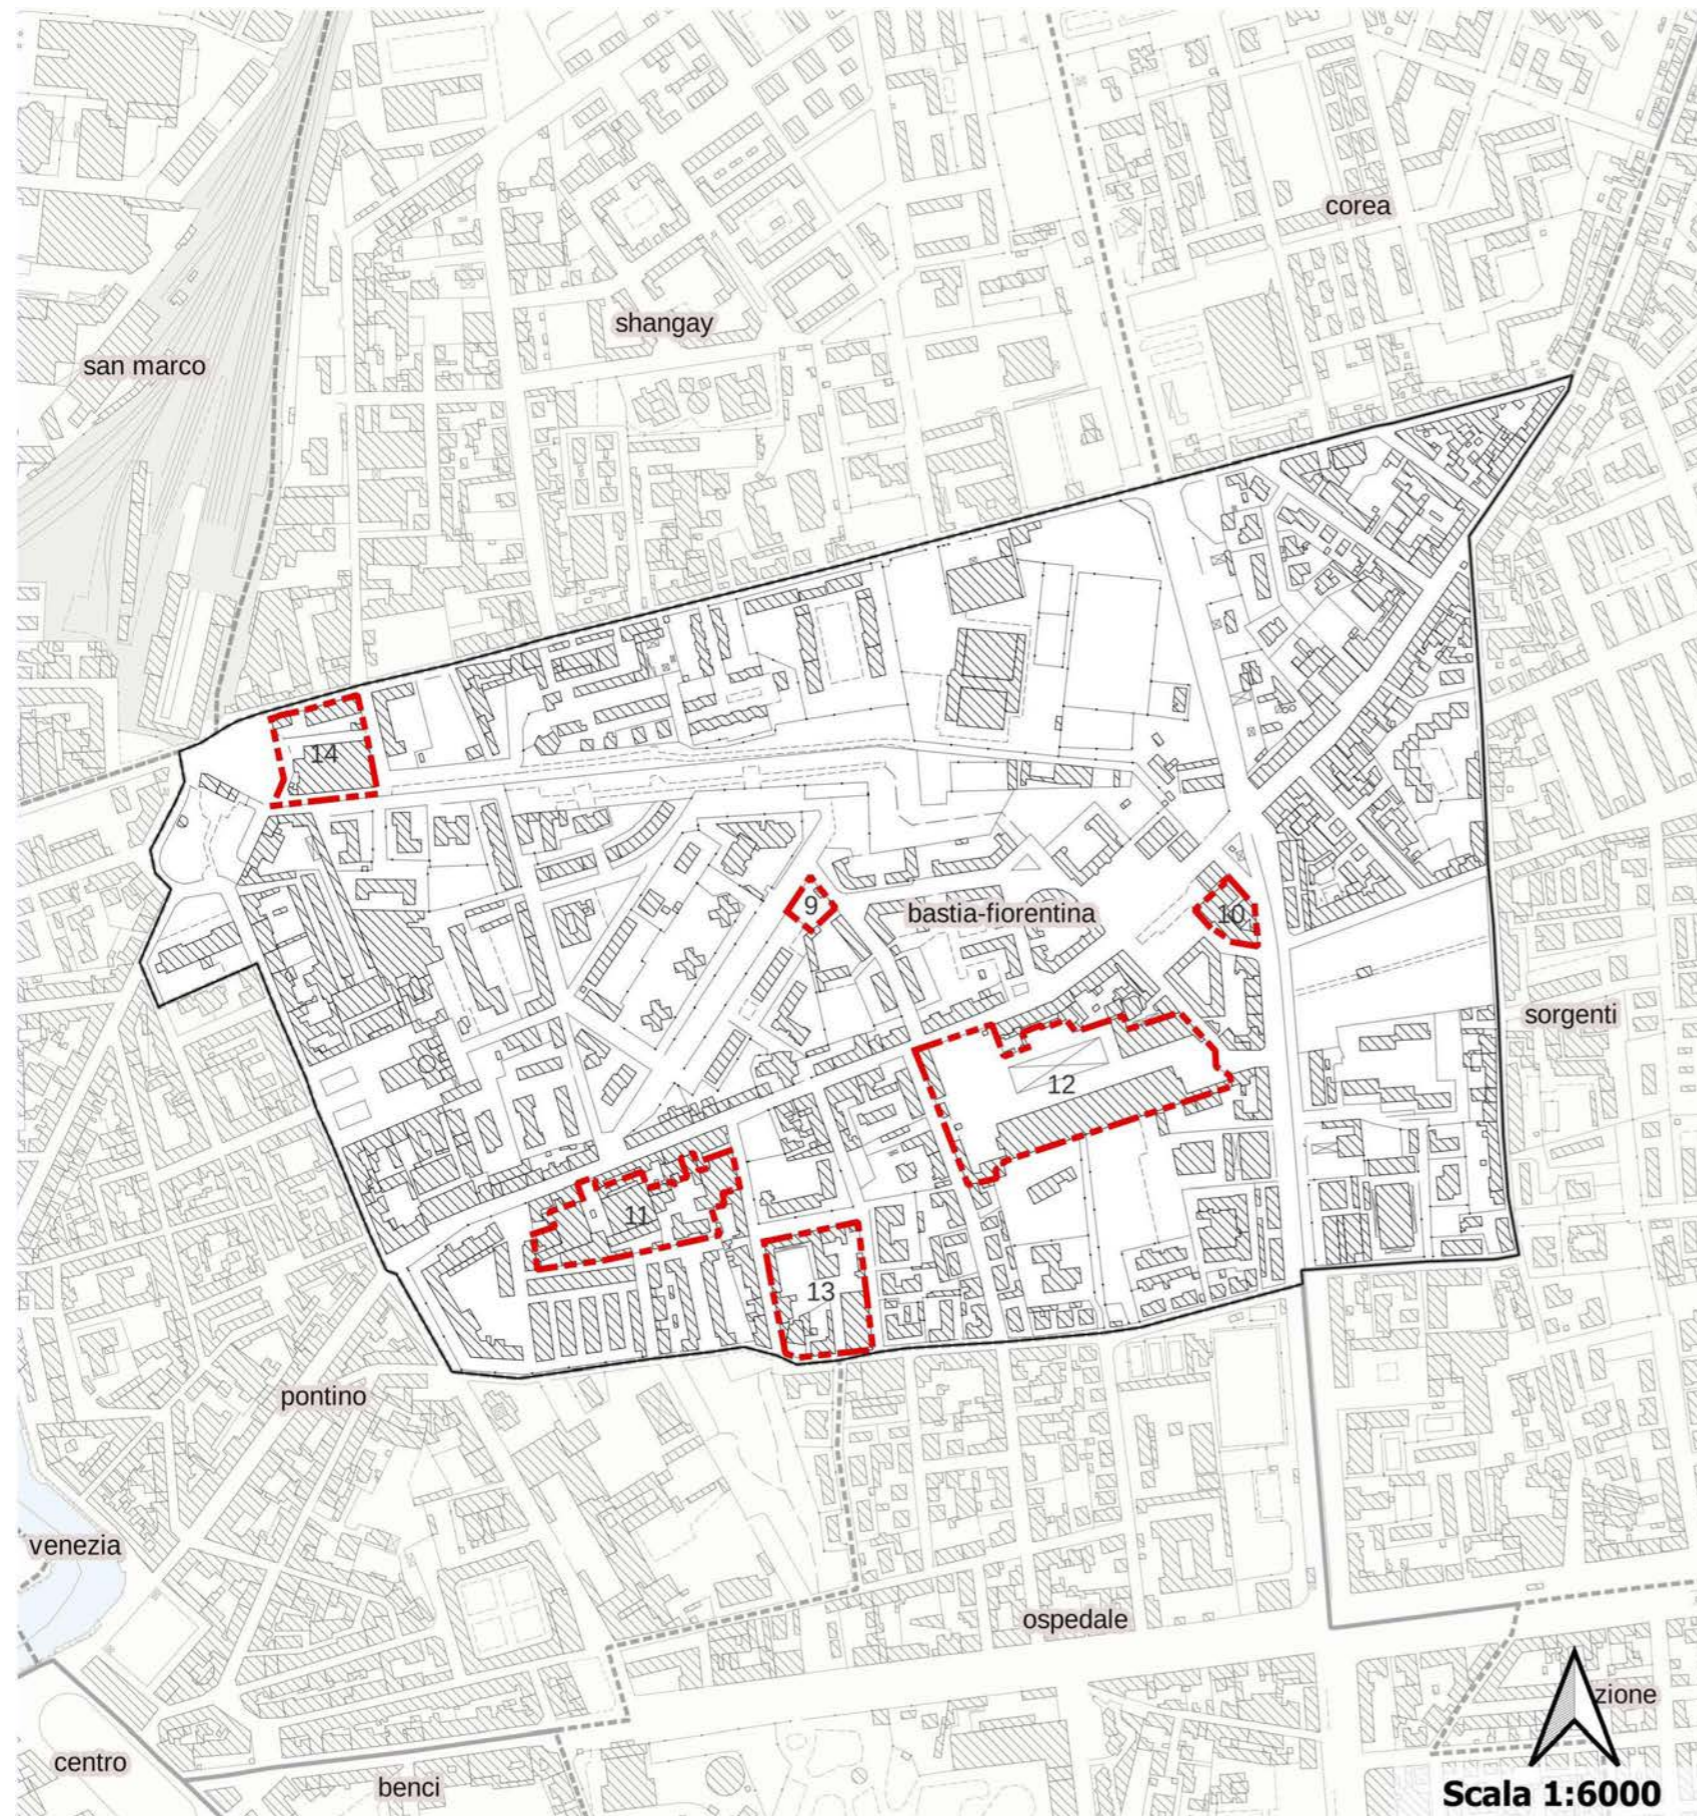 corea
shangay
san marco
14
9
bastia-fiorentina
10
sorgenti
12
11
13
pontino
venezia
ospedale
zione
centro
benci
Scala 1:6000